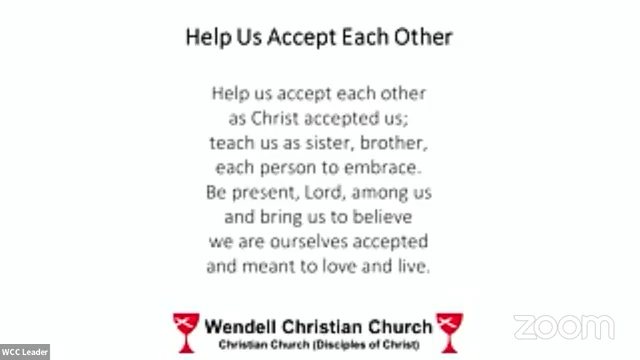 Help Us Accept Each Other
Help us accept each other
as Christ accepted us;
teach us as sister, brother,
each person to embrace.
Be present, Lord, among us
and bring us to believe
we are ourselves accepted
and meant to love and live.
Wendell Christian Church
Christian Church (Disciples of Christ)
WCC Leader
zoom